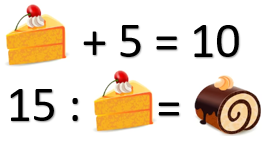 + 5 = 10
15 : =